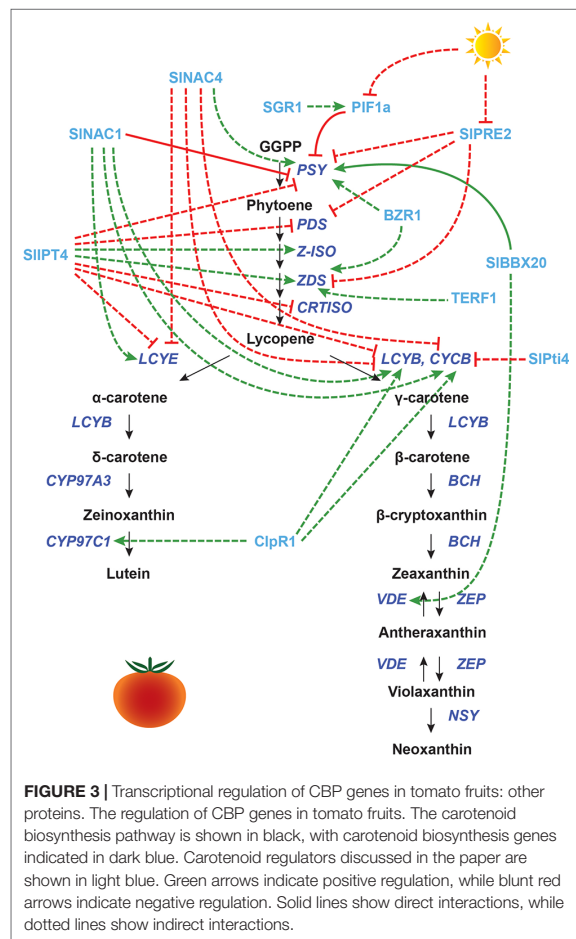 SlNAC4
SGR1
PIF1a
SlNAC1
SlPRE2
GGPP
PSY
Phytoene
PDS
BZR1
SlIPT4
Z-ISO
SlBBX20
ZDS
TERF1
CRTISO
Lycopene
LCYE
LCYB, CYCB
SlPti4
α-carotene
γ-carotene
LCYB
LCYB
δ-carotene
β-carotene
CYP97A3
BCH
Zeinoxanthin
β-cryptoxanthin
CYP97C1
ClpR1
BCH
Lutein
Zeaxanthin
VDE
ZEP
Antheraxanthin
VDE
ZEP
Violaxanthin
NSY
Neoxanthin
FIGURE 3 | Transcriptional regulation of CBP genes in tomato fruits: other
proteins. The regulation of CBP genes in tomato fruits. The carotenoid
biosynthesis pathway is shown in black, with carotenoid biosynthesis genes
indicated in dark blue. Carotenoid regulators discussed in the paper are
shown in light blue. Green arrows indicate positive regulation, while blunt red
arrows indicate negative regulation. Solid lines show direct interactions, while
dotted lines show indirect interactions.